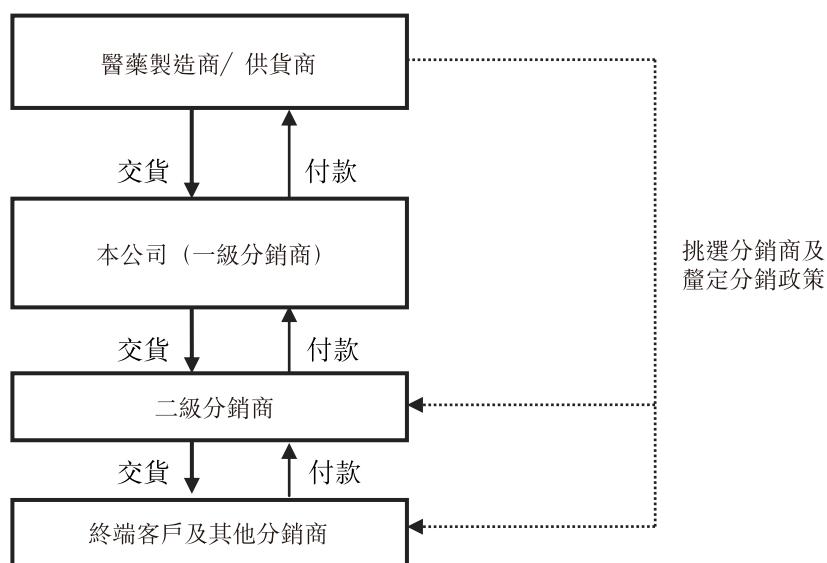 醫藥製造商/ 供貨商
交貨
付款
本公司（一級分銷商）
挑選分銷商及
釐定分銷政策
交貨
付款
二級分銷商
交貨
付款
終端客戶及其他分銷商